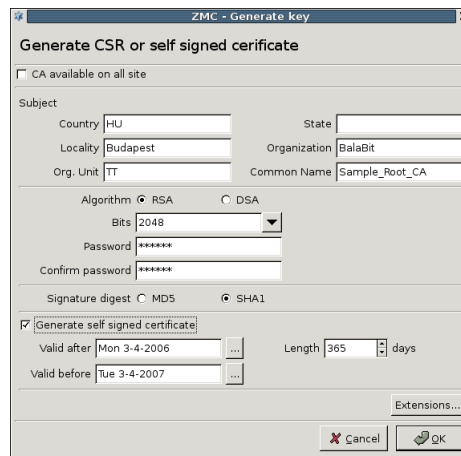 ZMC - Generate key
Generate CSR or self signed cerificate
CA available on all site
Subject
Country HU State
Locality Budapest Organization BalaBit
Org. Unit TT Common Name Sample_Root_CA
Algorithm RSA DSA
Bits 2048
Password ******
Confirm password ******
Signature digest MD5 SHA1
Generate self signed certificate
Valid after Mon 3-4-2006 ... Length 365 days
Valid before Tue 3-4-2007 ...
Extensions...
Cancel OK